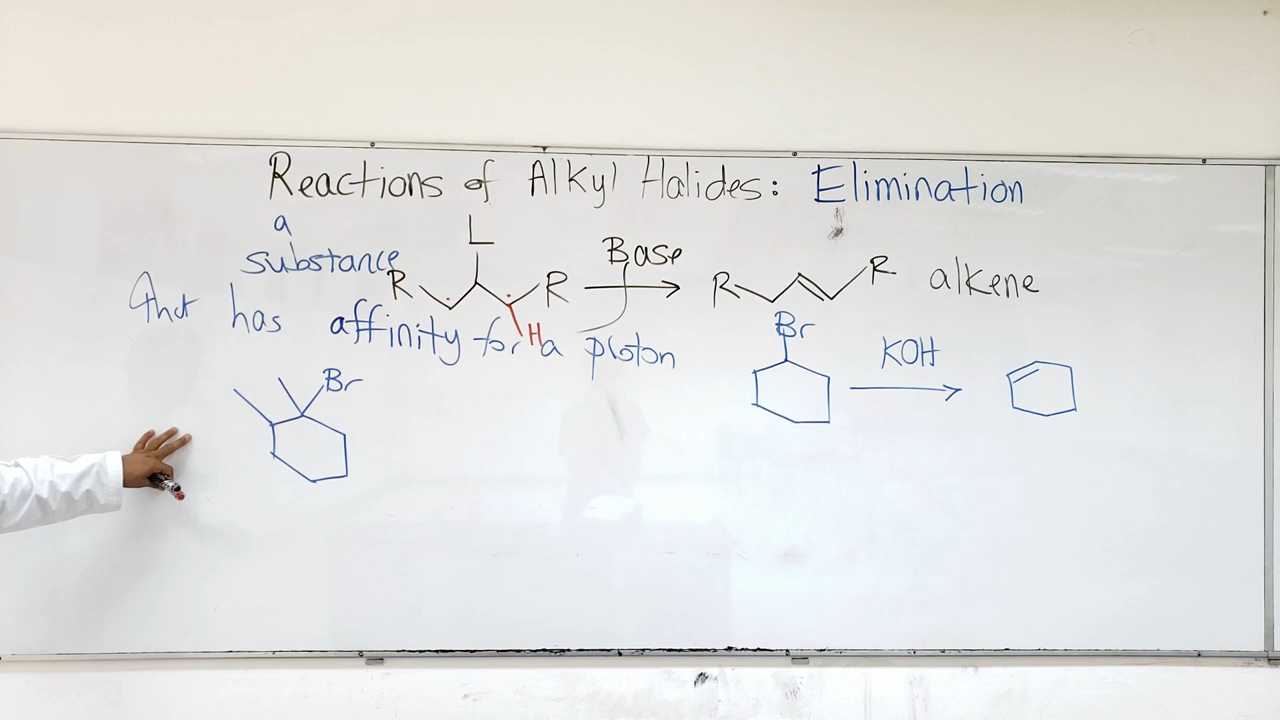 Reactions of Alkyl Halides: Elimination
a
substance
that has affinity for a proton
L
R R
H
Base
R R alkene
Br
KOH
Br